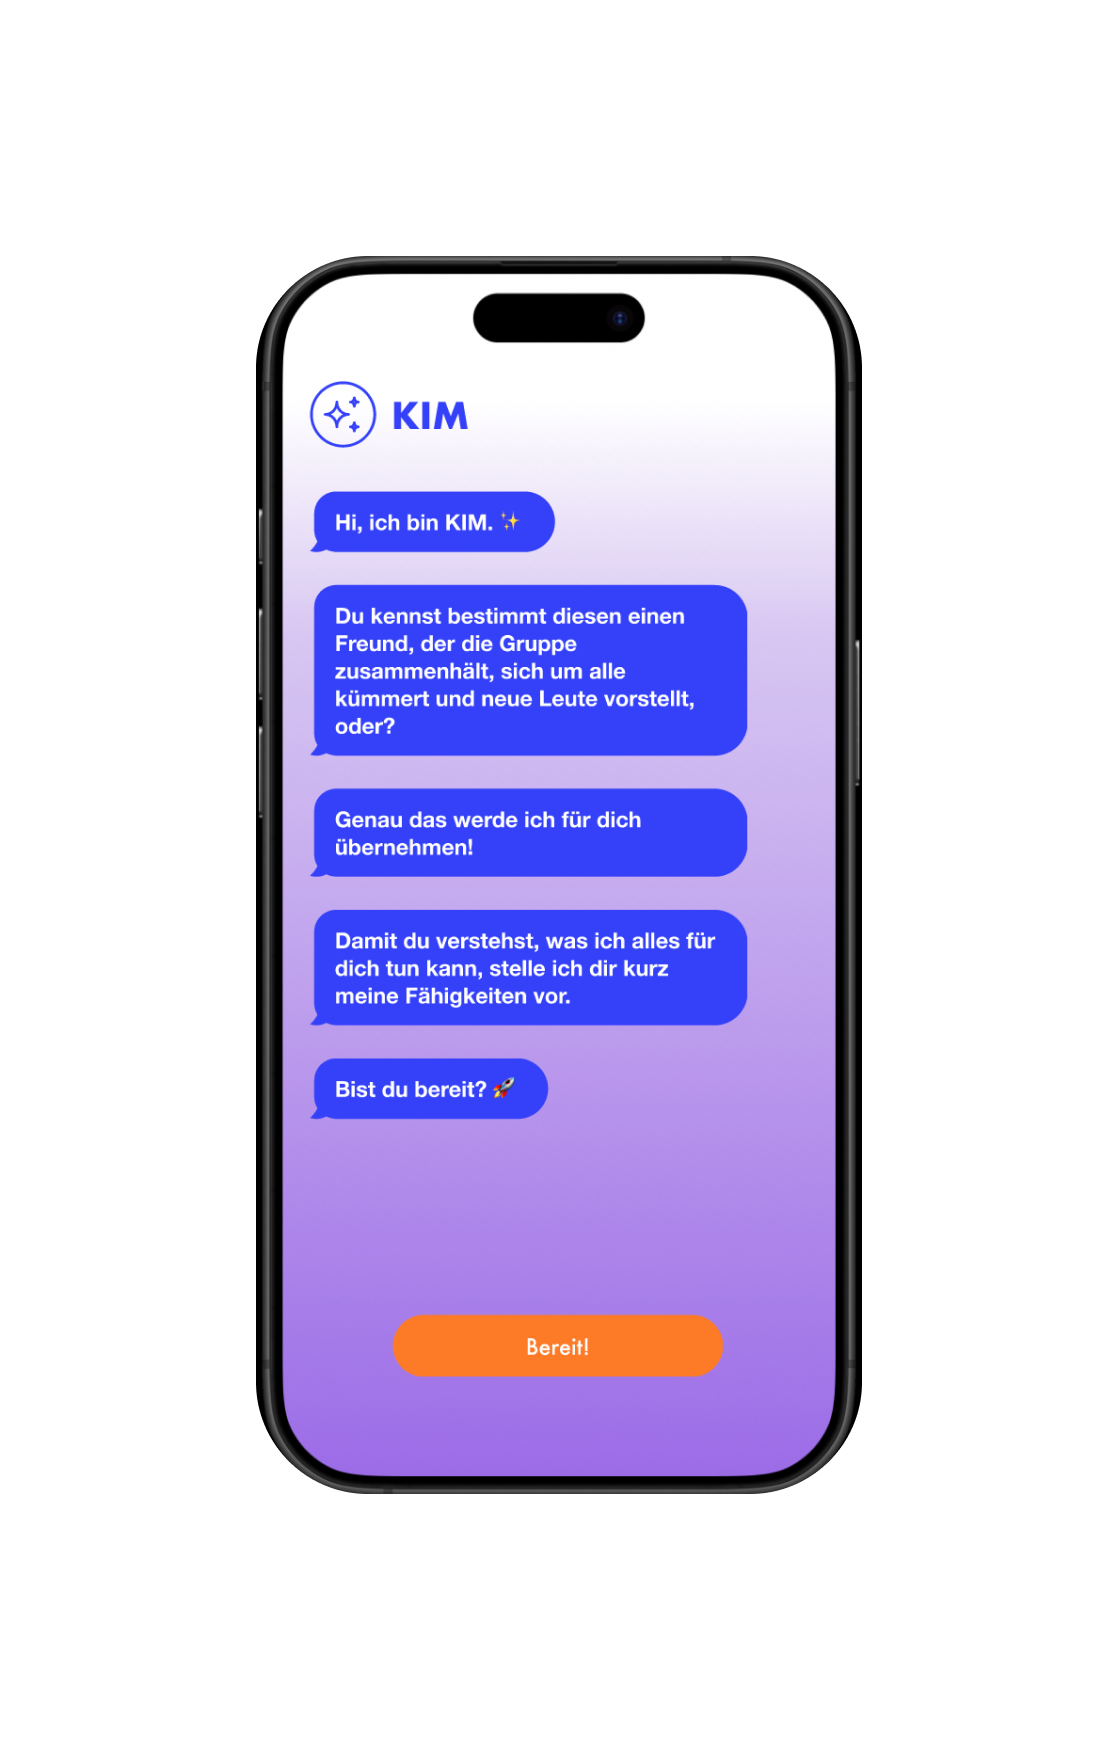 KIM
Hi, ich bin KIM. ✨
Du kennst bestimmt diesen einen
Freund, der die Gruppe
zusammenhält, sich um alle
kümmert und neue Leute vorstellt,
oder?
Genau das werde ich für dich
übernehmen!
Damit du verstehst, was ich alles für
dich tun kann, stelle ich dir kurz
meine Fähigkeiten vor.
Bist du bereit? 🚀
Bereit!